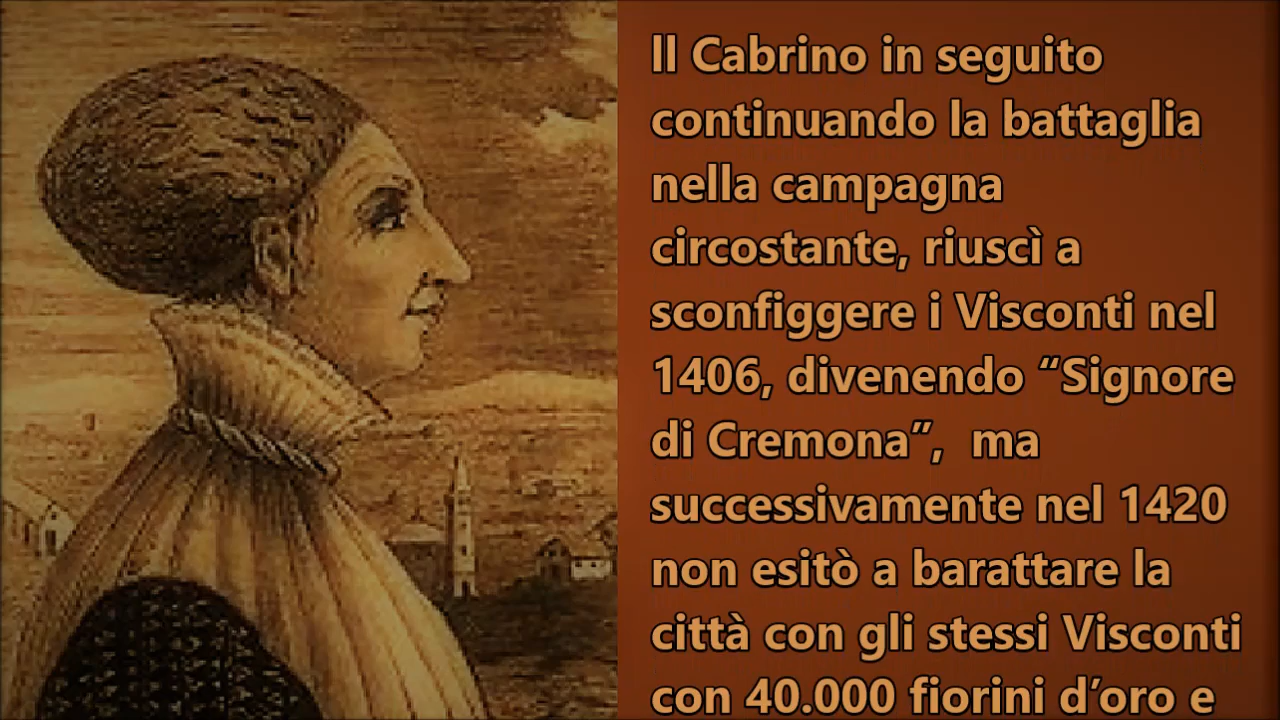 Il Cabrino in seguito
continuando la battaglia
nella campagna
circostante, riuscì a
sconfiggere i Visconti nel
1406, divenendo “Signore
di Cremona”,  ma
successivamente nel 1420
non esitò a barattare la
città con gli stessi Visconti
con 40.000 fiorini d’oro e